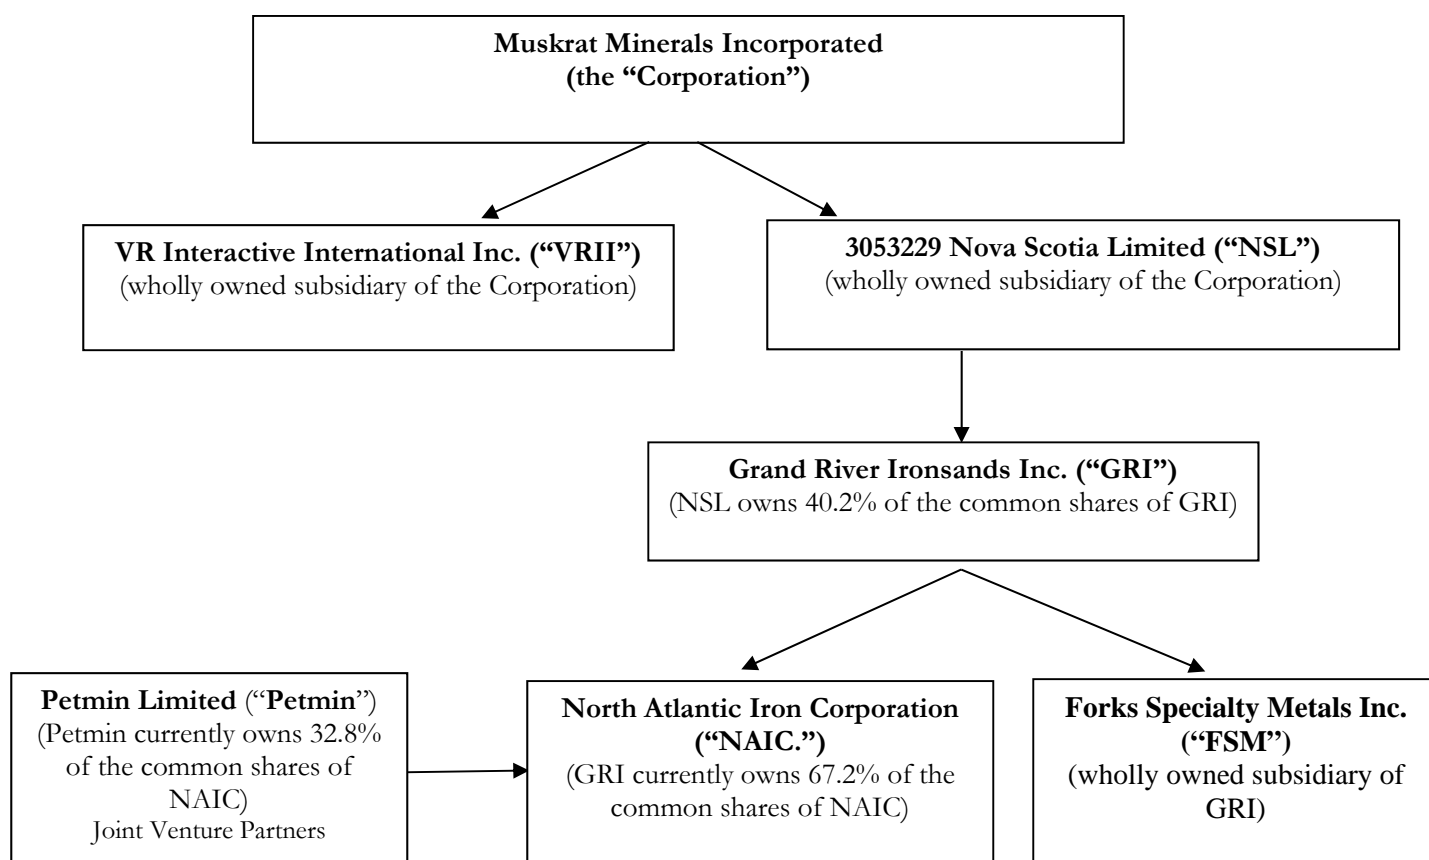 Muskrat Minerals Incorporated
(the “Corporation”)
VR Interactive International Inc. (“VRII”)
(wholly owned subsidiary of the Corporation)
3053229 Nova Scotia Limited (“NSL”)
(wholly owned subsidiary of the Corporation)
Grand River Ironsands Inc. (“GRI”)
(NSL owns 40.2% of the common shares of GRI)
Petmin Limited (“Petmin”)
(Petmin currently owns 32.8%
of the common shares of
NAIC)
Joint Venture Partners
North Atlantic Iron Corporation
(“NAIC.”)
(GRI currently owns 67.2% of the
common shares of NAIC)
Forks Specialty Metals Inc.
(“FSM”)
(wholly owned subsidiary of
GRI)